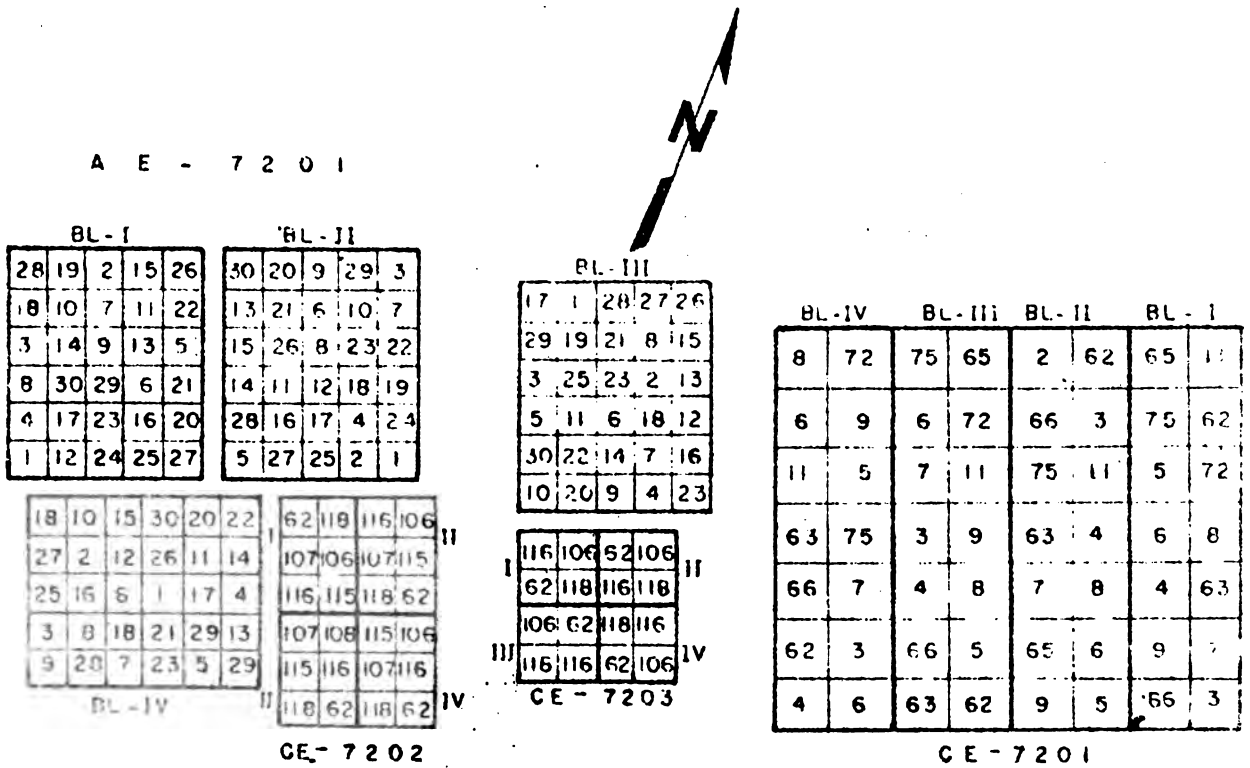 N
A E - 7201
BL-I
28 19 2 15 26
18 10 7 11 22
3 14 9 13 5
8 30 29 6 21
4 17 23 16 20
1 12 24 25 27
BL-II
30 20 9 29 3
13 21 6 10 7
15 26 8 23 22
14 11 12 18 19
28 16 17 4 24
5 27 25 2 1
BL-III
17 1 28 27 26
29 19 21 8 15
3 25 23 2 13
5 11 6 18 12
30 22 14 7 16
10 20 9 4 23
18 10 15 30 20 22
27 2 12 26 11 14
25 16 6 1 17 4
3 8 18 21 29 13
9 28 7 23 5 29
BL-IV
I II
62 118 116 106
107 106 107 115
116 115 118 62
107 108 115 106
115 116 107 116
118 62 118 62
II IV
CE-7202
I II
116 106 62 106
62 118 116 118
106 62 118 116
116 116 62 106
III IV
CE-7203
BL-IV BL-III BL-II BL-I
8 72 75 65 2 62 65 11
6 9 6 72 66 3 75 62
11 5 7 11 75 11 5 72
63 75 3 9 63 4 6 8
66 7 4 8 7 8 4 63
62 3 66 5 65 6 9
4 6 63 62 9 5 66 3
CE-7201